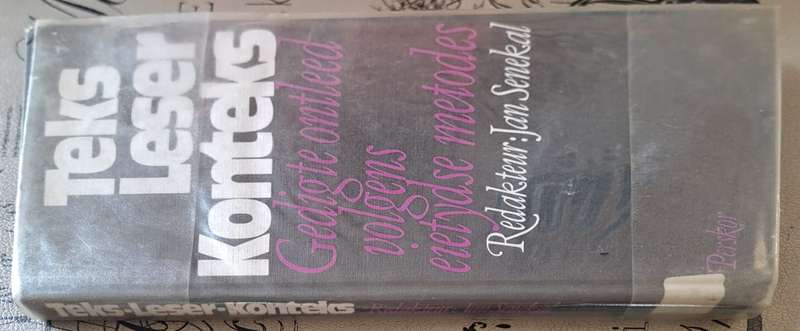 Teks
Leser
Konteks
Gedigte ontleed
volgens
eietydse metodes
Redakteur: Jan Senekal
Perskor
Teks-Leser-Konteks